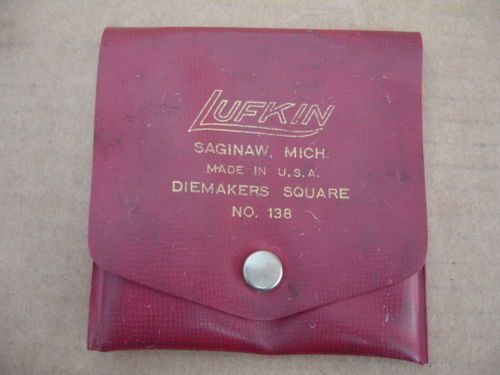 LUFKIN
SAGINAW, MICH.
MADE IN U.S.A.
DIEMAKERS SQUARE
NO. 138